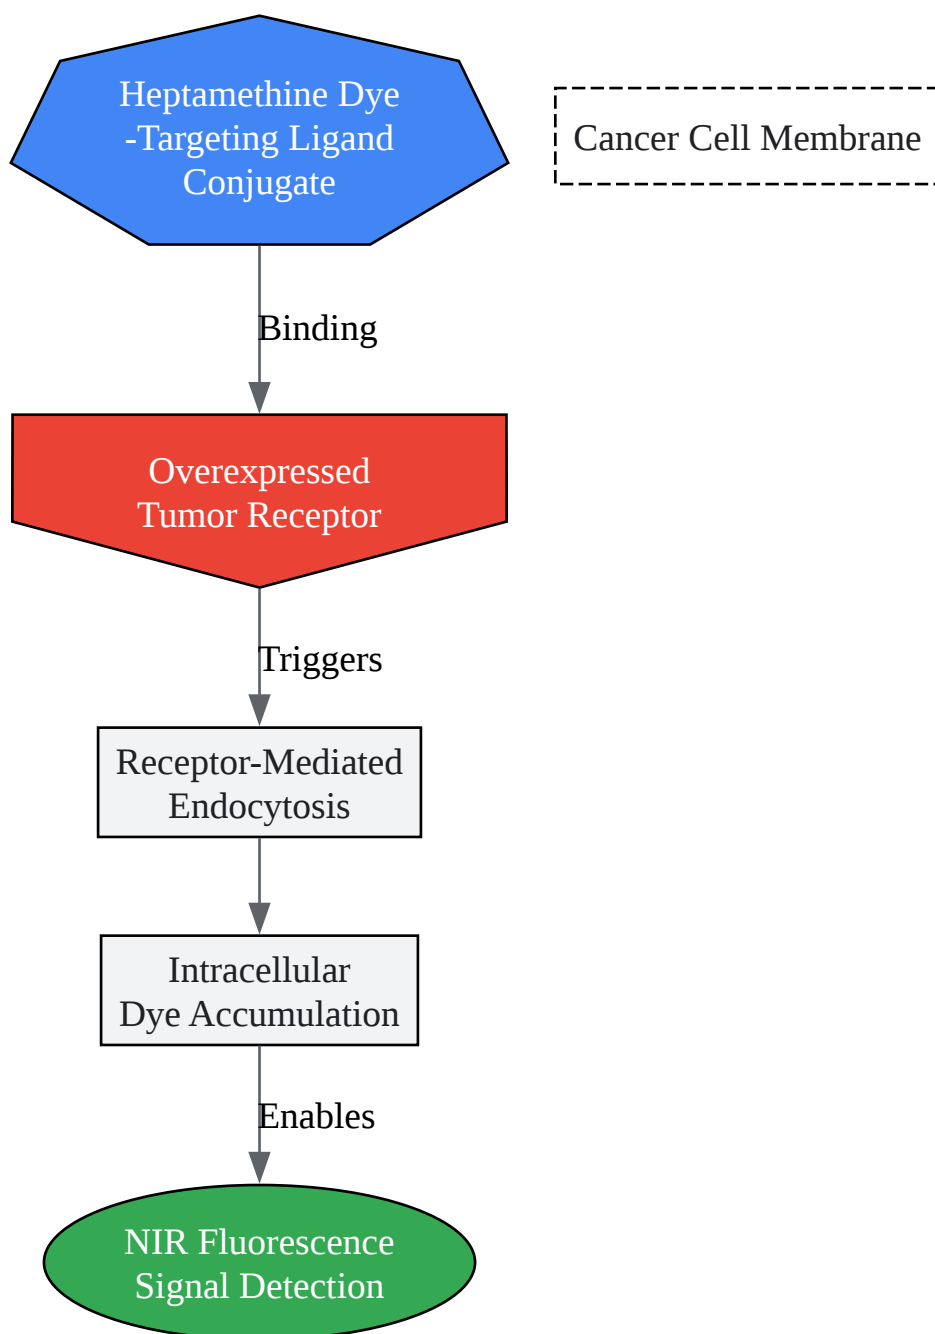 Heptamethine Dye
-Targeting Ligand
Conjugate
Cancer Cell Membrane
Binding
Overexpressed
Tumor Receptor
Triggers
Receptor-Mediated
Endocytosis
Intracellular
Dye Accumulation
Enables
NIR Fluorescence
Signal Detection